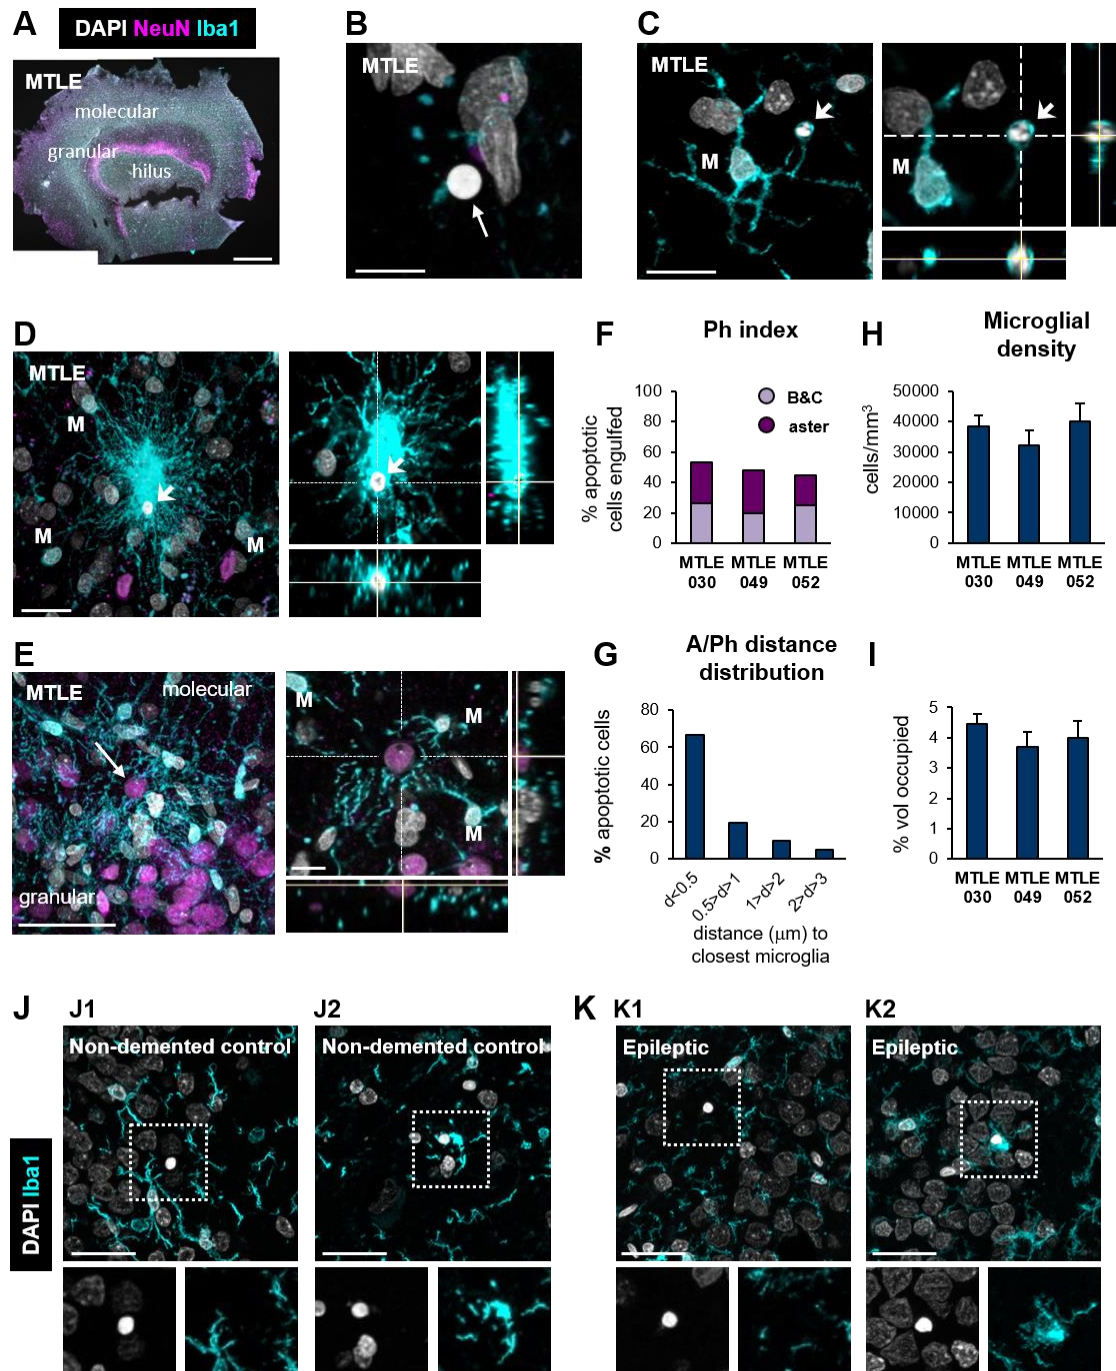 A
DAPI NeuN Iba1
MTLE
molecular
granular
hilus
B
MTLE
C
MTLE
M
M
D
MTLE
M
M
M
E
MTLE
molecular
granular
M
M
M
F
Ph index
% apoptotic
cells engulfed
100
80
60
40
20
0
B&C
aster
MTLE
030
MTLE
049
MTLE
052
H
Microglial
density
cells/mm³
50000
40000
30000
20000
10000
0
MTLE
030
MTLE
049
MTLE
052
G
A/Ph distance
distribution
% apoptotic cells
80
60
40
20
0
d<0.5
0.5>d>1
1>d>2
2>d>3
distance (μm) to
closest microglia
I
% vol occupied
5
4
3
2
1
0
MTLE
030
MTLE
049
MTLE
052
J
J1
Non-demented control
J2
Non-demented control
K
K1
Epileptic
K2
Epileptic
DAPI Iba1